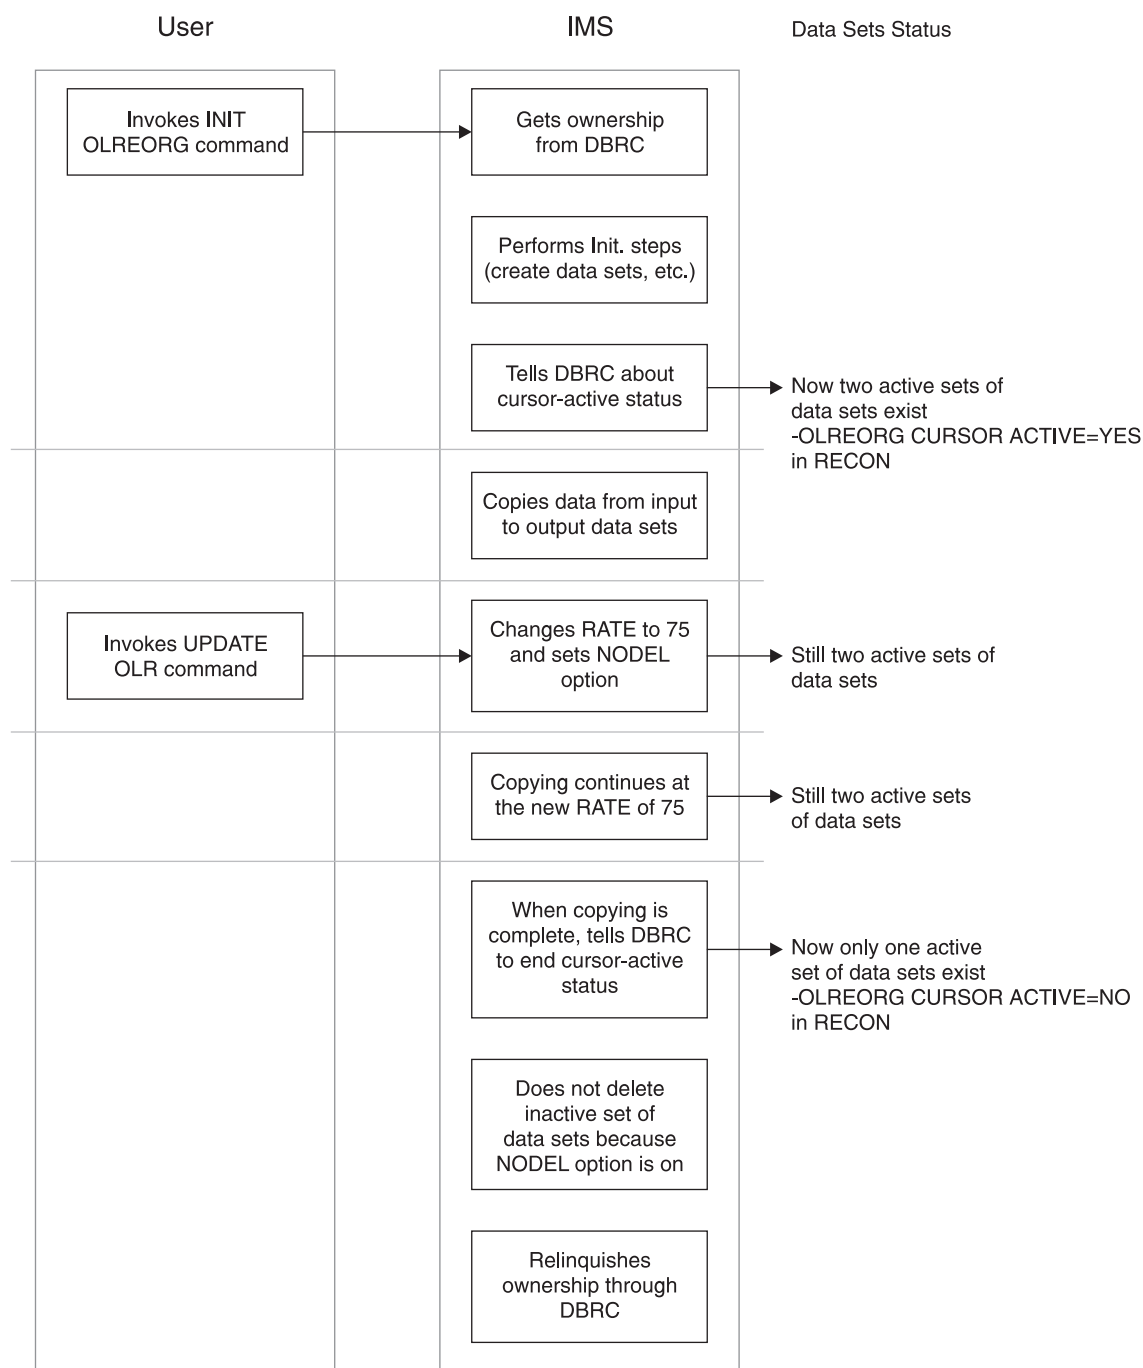 User
IMS
Data Sets Status
Invokes INIT
OLREORG command
Gets ownership
from DBRC
Performs Init. steps
(create data sets, etc.)
Tells DBRC about
cursor-active status
Now two active sets of
data sets exist
-OLREORG CURSOR ACTIVE=YES
in RECON
Copies data from input
to output data sets
Invokes UPDATE
OLR command
Changes RATE to 75
and sets NODEL
option
Still two active sets of
data sets
Copying continues at
the new RATE of 75
Still two active sets
of data sets
When copying is
complete, tells DBRC
to end cursor-active
status
Now only one active
set of data sets exist
-OLREORG CURSOR ACTIVE=NO
in RECON
Does not delete
inactive set of
data sets because
NODEL option is on
Relinquishes
ownership through
DBRC